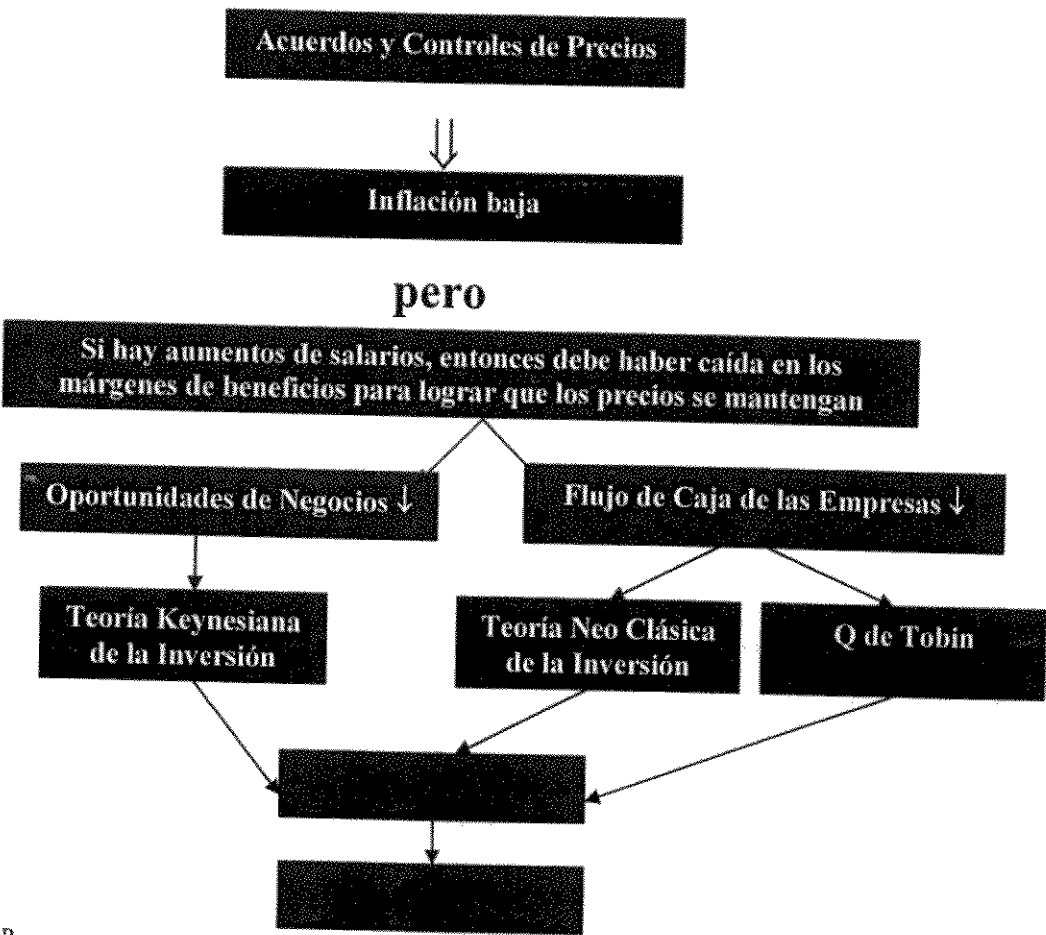 Acuerdos y Controles de Precios
Inflación baja
pero
Si hay aumentos de salarios, entonces debe haber caída en los
márgenes de beneficios para lograr que los precios se mantengan
Oportunidades de Negocios ↓
Flujo de Caja de las Empresas ↓
Teoría Keynesiana
de la Inversión
Teoría Neo Clásica
de la Inversión
Q de Tobin